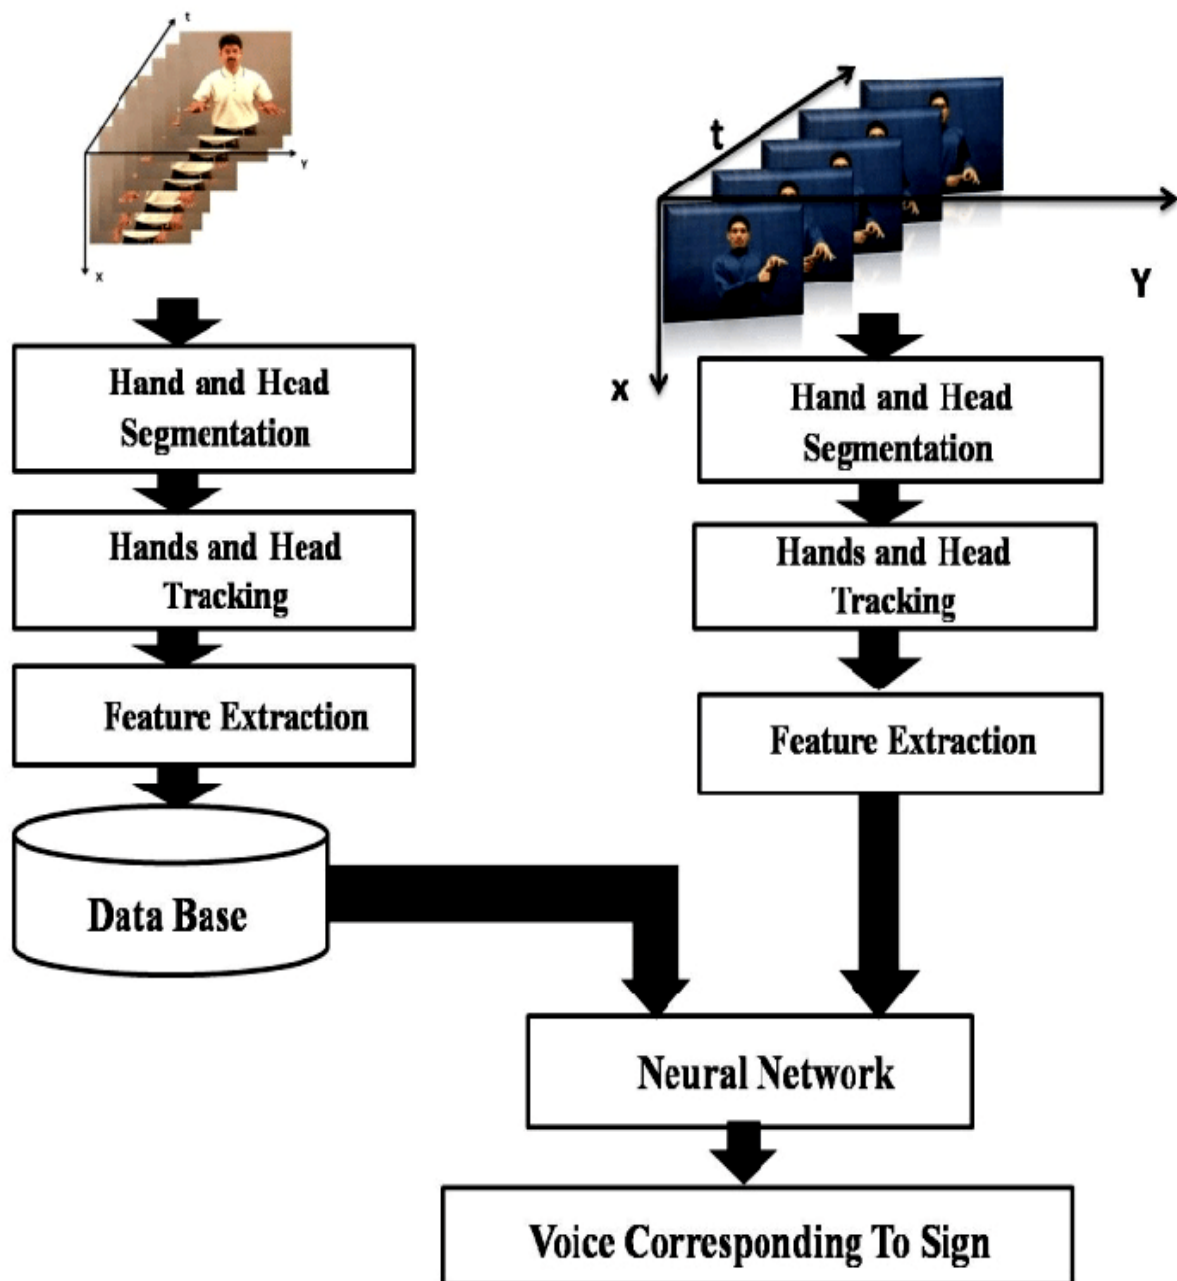 t
Y
X
t
Y
x
Hand and Head
Segmentation
Hands and Head
Tracking
Feature Extraction
Data Base
Hand and Head
Segmentation
Hands and Head
Tracking
Feature Extraction
Neural Network
Voice Corresponding To Sign